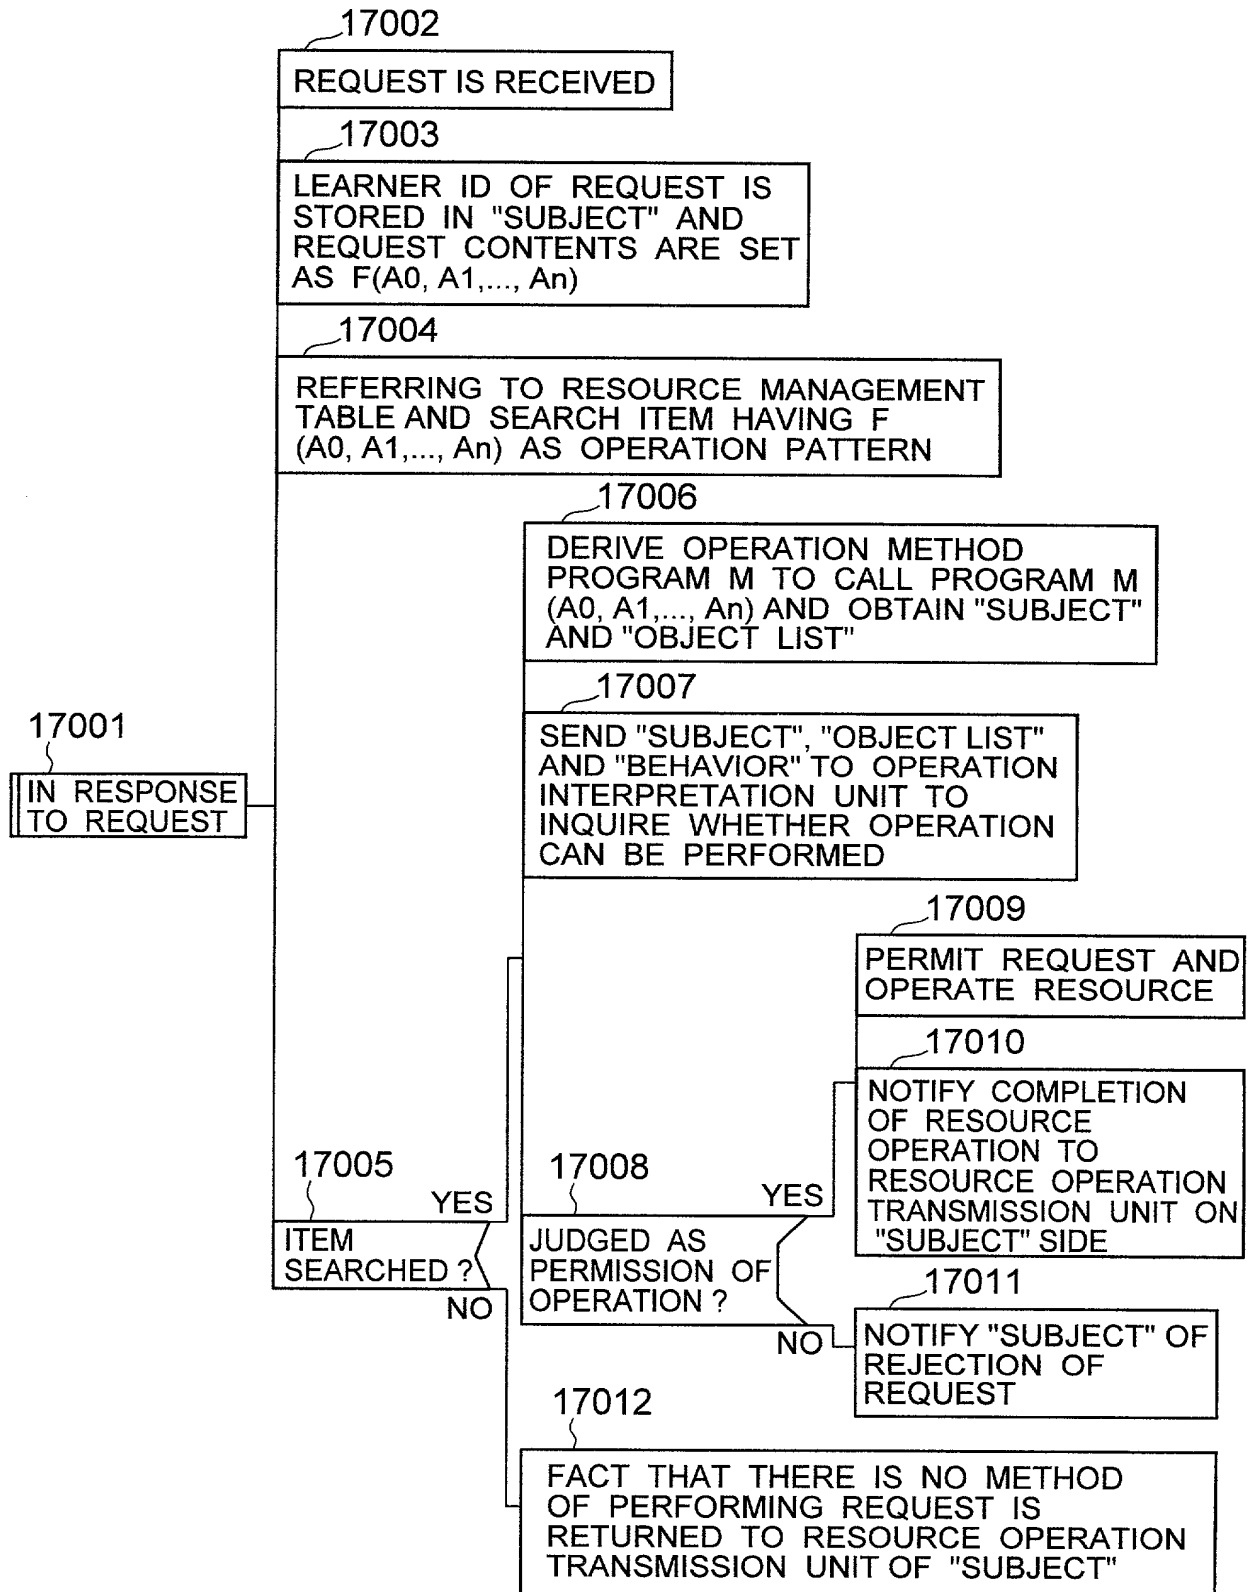 17002
REQUEST IS RECEIVED
17003
LEARNER ID OF REQUEST IS
STORED IN "SUBJECT" AND
REQUEST CONTENTS ARE SET
AS F(A0, A1,..., An)
17004
REFERRING TO RESOURCE MANAGEMENT
TABLE AND SEARCH ITEM HAVING F
(A0, A1,..., An) AS OPERATION PATTERN
17006
DERIVE OPERATION METHOD
PROGRAM M TO CALL PROGRAM M
(A0, A1,..., An) AND OBTAIN "SUBJECT"
AND "OBJECT LIST"
17007
SEND "SUBJECT", "OBJECT LIST"
AND "BEHAVIOR" TO OPERATION
INTERPRETATION UNIT TO
INQUIRE WHETHER OPERATION
CAN BE PERFORMED
17001
IN RESPONSE
TO REQUEST
17009
PERMIT REQUEST AND
OPERATE RESOURCE
17010
NOTIFY COMPLETION
OF RESOURCE
OPERATION TO
RESOURCE OPERATION
TRANSMISSION UNIT ON
"SUBJECT" SIDE
17005
YES
ITEM
SEARCHED ?
NO
17008
YES
JUDGED AS
PERMISSION OF
OPERATION ?
NO
17011
NOTIFY "SUBJECT" OF
REJECTION OF
REQUEST
17012
FACT THAT THERE IS NO METHOD
OF PERFORMING REQUEST IS
RETURNED TO RESOURCE OPERATION
TRANSMISSION UNIT OF "SUBJECT"